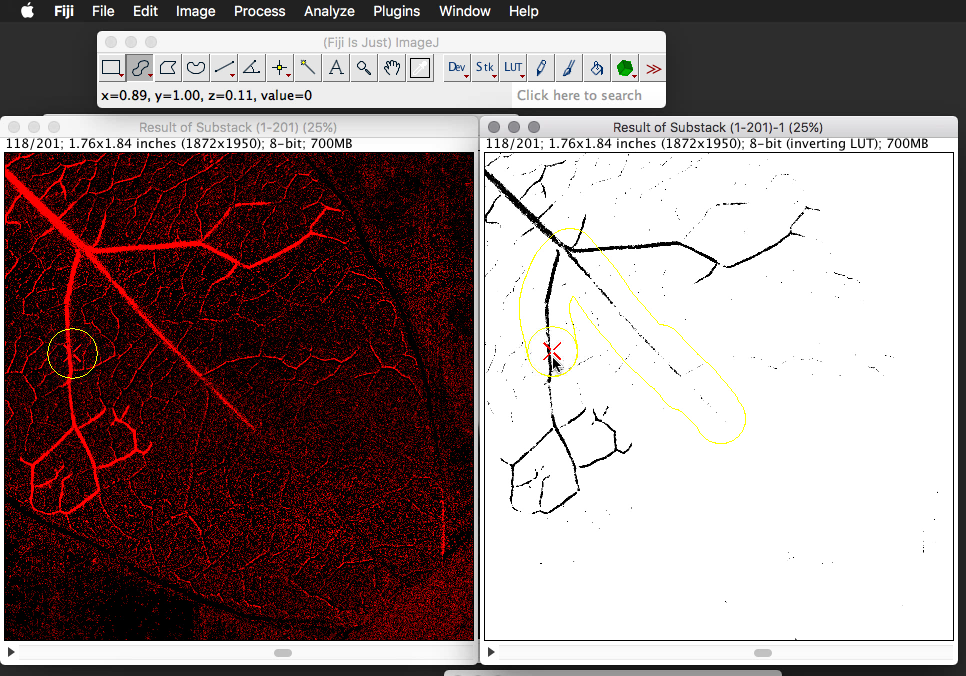 Fiji File Edit Image Process Analyze Plugins Window Help
(Fiji Is Just) ImageJ
Dev Stk LUT
x=0.89, y=1.00, z=0.11, value=0 Click here to search
Result of Substack (1-201) (25%)
118/201; 1.76x1.84 inches (1872x1950); 8-bit; 700MB
Result of Substack (1-201)-1 (25%)
118/201; 1.76x1.84 inches (1872x1950); 8-bit (inverting LUT); 700MB